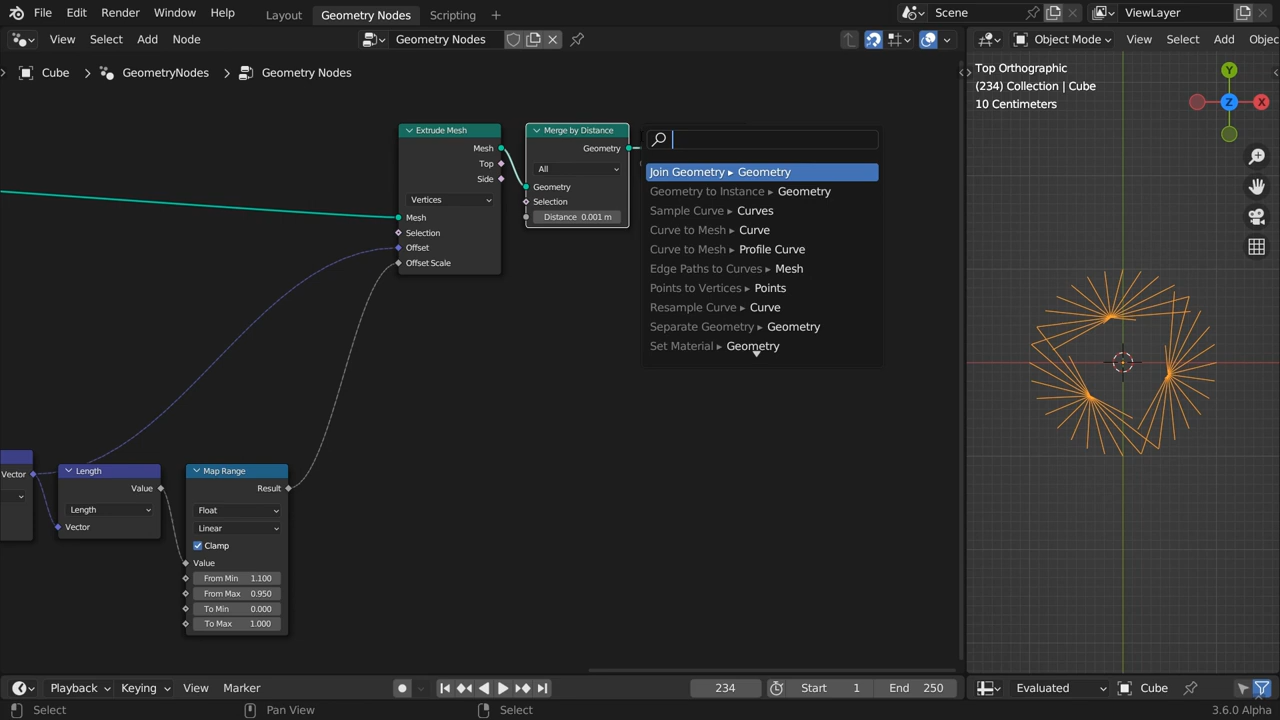 File Edit Render Window Help Layout Geometry Nodes Scripting + Scene ViewLayer
View Select Add Node Geometry Nodes Object Mode View Select Add Objec
Cube GeometryNodes Geometry Nodes
Top Orthographic
(234) Collection | Cube
10 Centimeters
Y
X
Z
Extrude Mesh
Mesh
Top
Side
Vertices
Mesh
Selection
Offset
Offset Scale
Merge by Distance
Geometry
All
Geometry
Selection
Distance 0.001 m
Join Geometry ▸ Geometry
Geometry to Instance ▸ Geometry
Sample Curve ▸ Curves
Curve to Mesh ▸ Curve
Curve to Mesh ▸ Profile Curve
Edge Paths to Curves ▸ Mesh
Points to Vertices ▸ Points
Resample Curve ▸ Curve
Separate Geometry ▸ Geometry
Set Material ▸ Geometry
Vector
Length
Value
Length
Vector
Map Range
Result
Float
Linear
Clamp
Value
From Min 1.100
From Max 0.950
To Min 0.000
To Max 1.000
Playback Keying View Marker 234 Start 1 End 250 Evaluated Cube
Select Pan View Select 3.6.0 Alpha